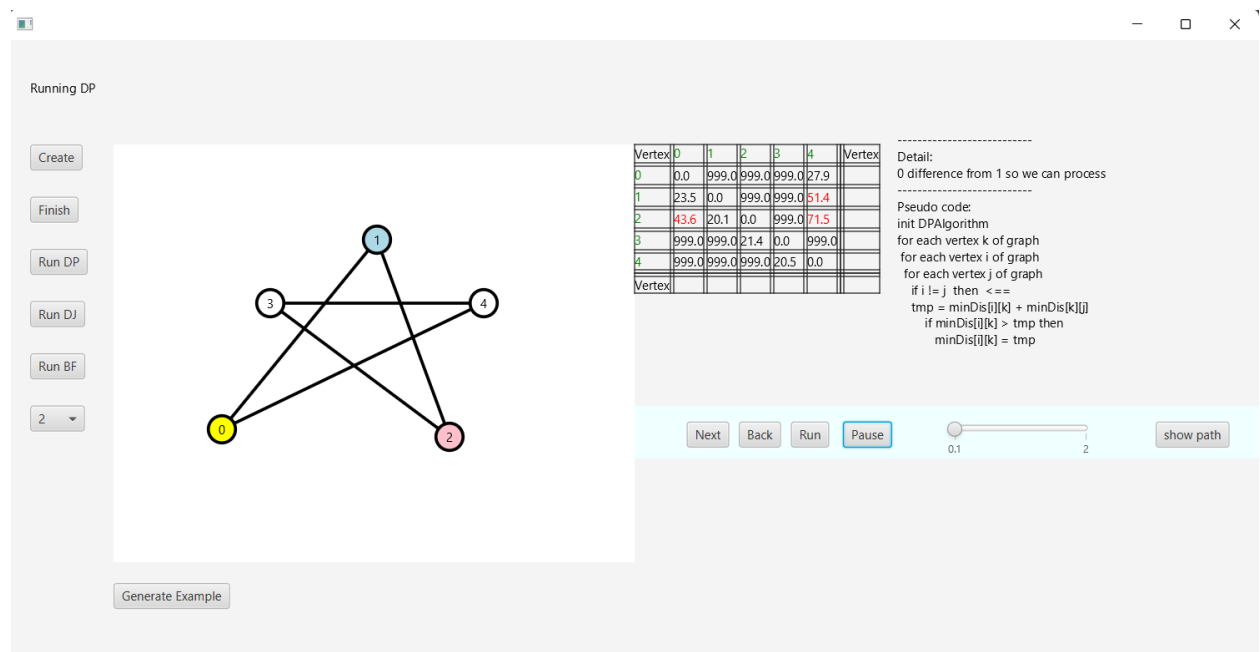 Running DP
Create
Finish
Run DP
Run DJ
Run BF
2
1
3
4
0
2
Generate Example
Vertex 0 1 2 3 4 Vertex
0 0.0 999.0 999.0 999.0 27.9
1 23.5 0.0 999.0 999.0 51.4
2 43.6 20.1 0.0 999.0 71.5
3 999.0 999.0 21.4 0.0 999.0
4 999.0 999.0 999.0 20.5 0.0
Vertex
---------------------------
Detail:
0 difference from 1 so we can process
---------------------------
Pseudo code:
init DPAlgorithm
for each vertex k of graph
for each vertex i of graph
for each vertex j of graph
if i != j then <==
tmp = minDis[i][k] + minDis[k][j]
if minDis[i][k] > tmp then
minDis[i][k] = tmp
Next Back Run Pause
0.1 2
show path